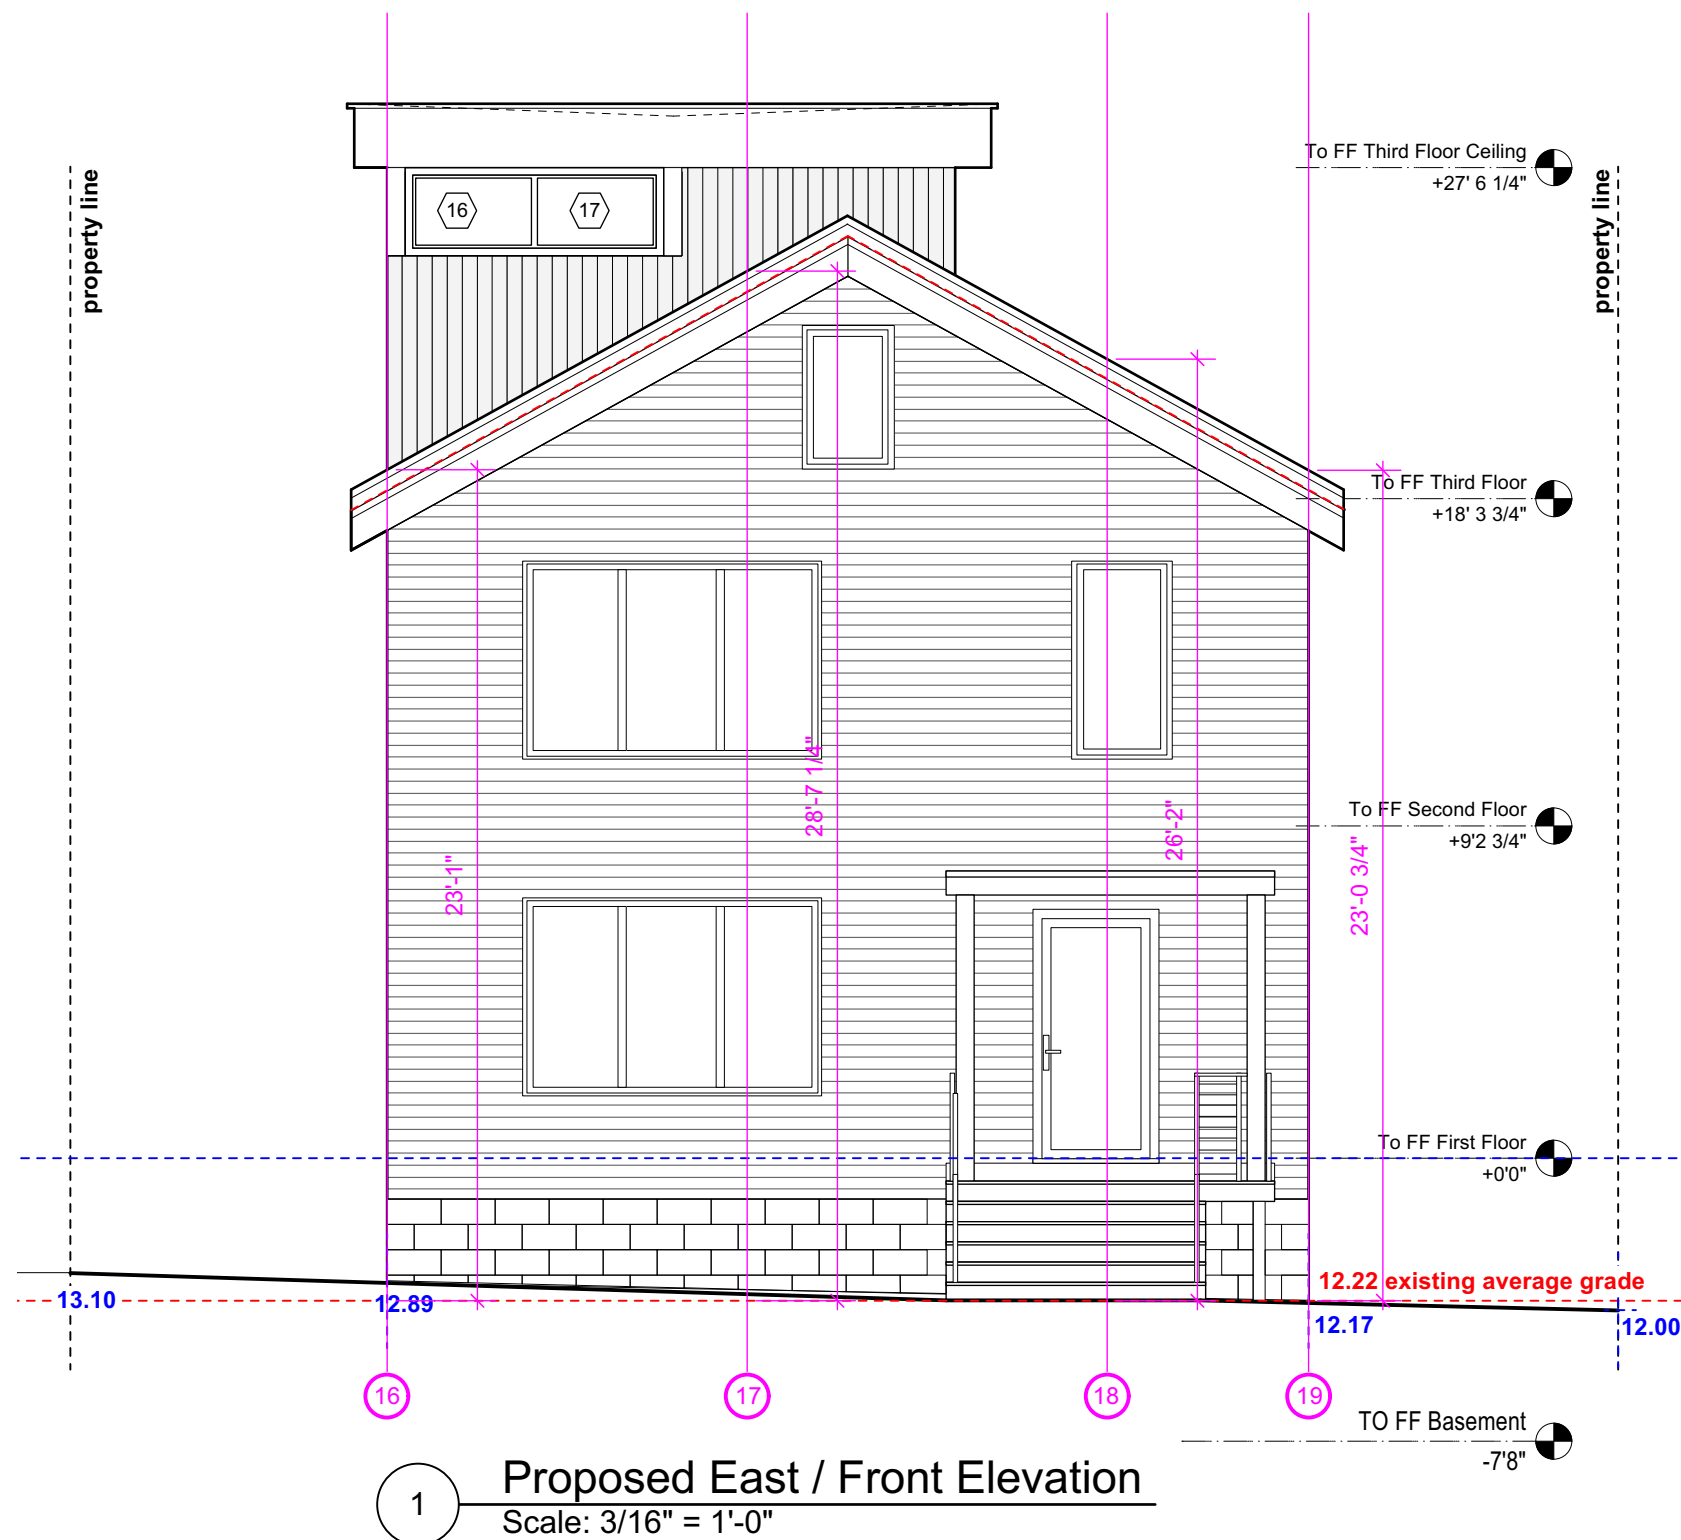 To FF Third Floor Ceiling
+27' 6 1/4"
property line
property line
16
17
To FF Third Floor
+18' 3 3/4"
28'-7 1/4"
26'-2"
To FF Second Floor
+9'2 3/4"
23'-1"
23'-0 3/4"
To FF First Floor
+0'0"
12.22 existing average grade
13.10
12.89
12.17
12.00
16
17
18
19
TO FF Basement
-7'8"
1
Proposed East / Front Elevation
Scale: 3/16" = 1'-0"